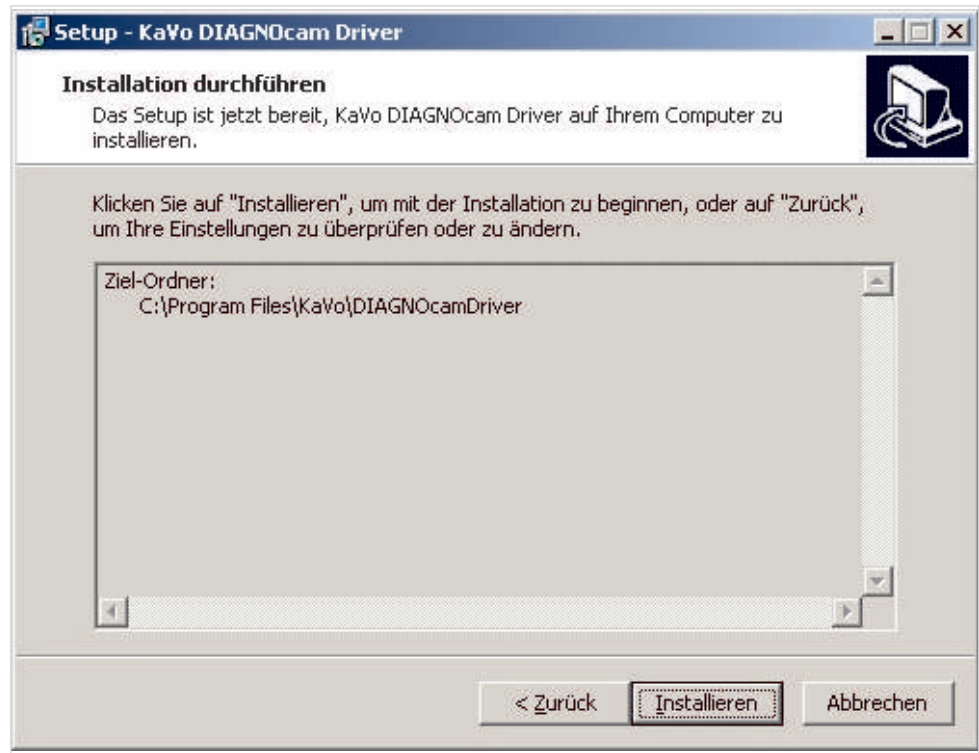 Setup - KaVo DIAGNOcam Driver
Installation durchführen
Das Setup ist jetzt bereit, KaVo DIAGNOcam Driver auf Ihrem Computer zu
installieren.
Klicken Sie auf "Installieren", um mit der Installation zu beginnen, oder auf "Zurück",
um Ihre Einstellungen zu überprüfen oder zu ändern.
Ziel-Ordner:
C:\Program Files\KaVo\DIAGNOcamDriver
< Zurück Installieren Abbrechen